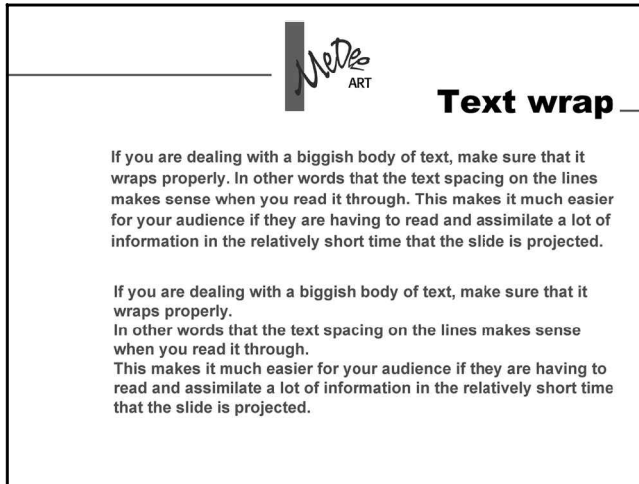 MeDeo
ART
Text wrap
If you are dealing with a biggish body of text, make sure that it
wraps properly. In other words that the text spacing on the lines
makes sense when you read it through. This makes it much easier
for your audience if they are having to read and assimilate a lot of
information in the relatively short time that the slide is projected.
If you are dealing with a biggish body of text, make sure that it
wraps properly.
In other words that the text spacing on the lines makes sense
when you read it through.
This makes it much easier for your audience if they are having to
read and assimilate a lot of information in the relatively short time
that the slide is projected.